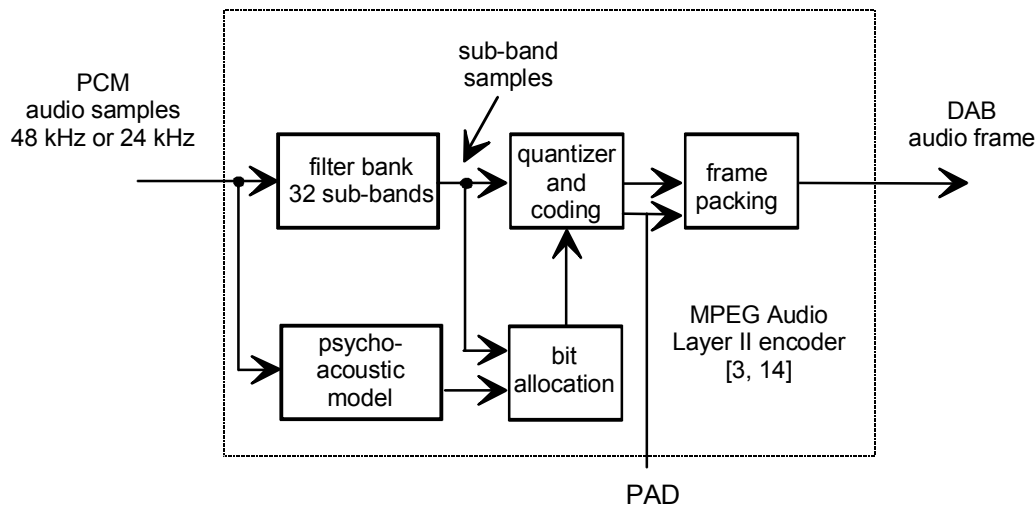 sub-band
samples
PCM
audio samples
48 kHz or 24 kHz
DAB
audio frame
filter bank
32 sub-bands
quantizer
and
coding
frame
packing
psycho-
acoustic
model
bit
allocation
MPEG Audio
Layer II encoder
[3, 14]
PAD